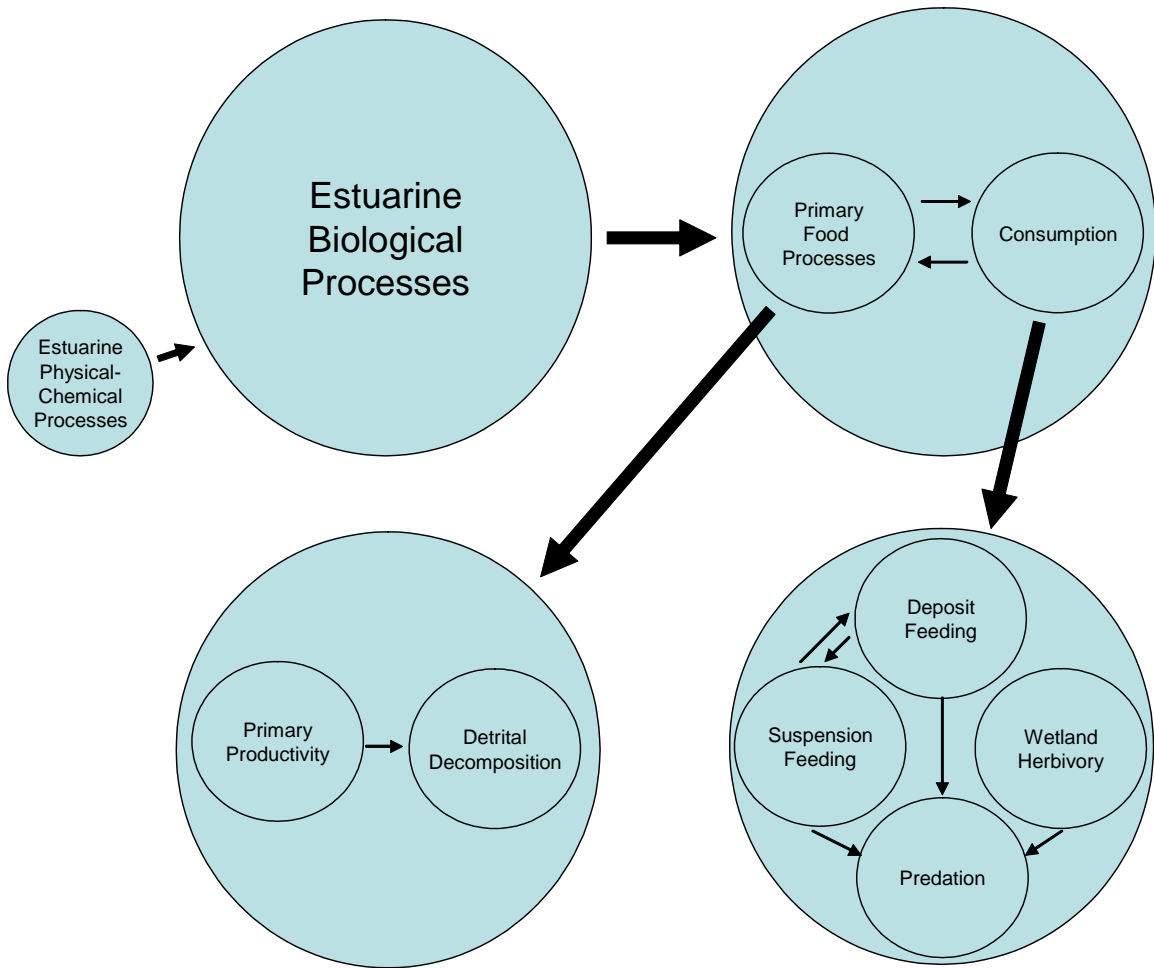 Estuarine
Biological
Processes
Primary
Food
Processes
Consumption
Estuarine
Physical-
Chemical
Processes
Deposit
Feeding
Primary
Productivity
Detrital
Decomposition
Suspension
Feeding
Wetland
Herbivory
Predation